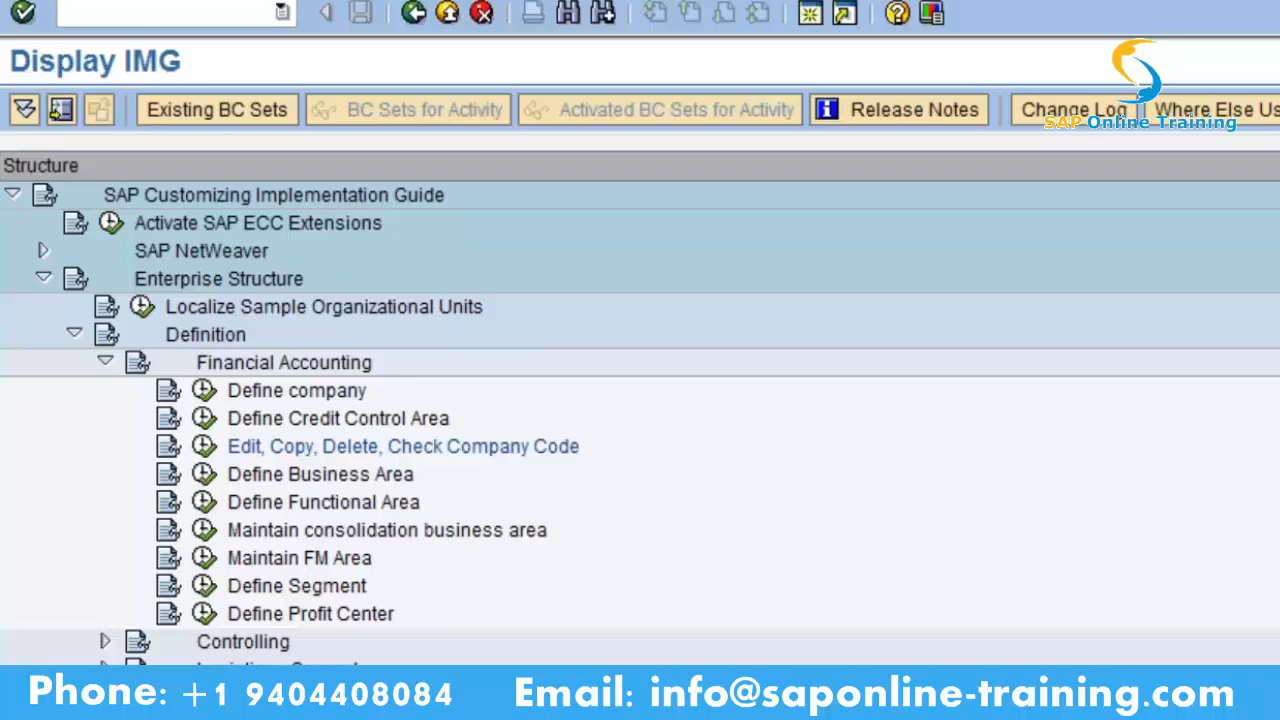 Display IMG
Existing BC Sets BC Sets for Activity Activated BC Sets for Activity Release Notes Change Log Where Else Us
SAP Online Training
Structure
SAP Customizing Implementation Guide
Activate SAP ECC Extensions
SAP NetWeaver
Enterprise Structure
Localize Sample Organizational Units
Definition
Financial Accounting
Define company
Define Credit Control Area
Edit, Copy, Delete, Check Company Code
Define Business Area
Define Functional Area
Maintain consolidation business area
Maintain FM Area
Define Segment
Define Profit Center
Controlling
Phone: +1 9404408084 Email: info@saponline-training.com